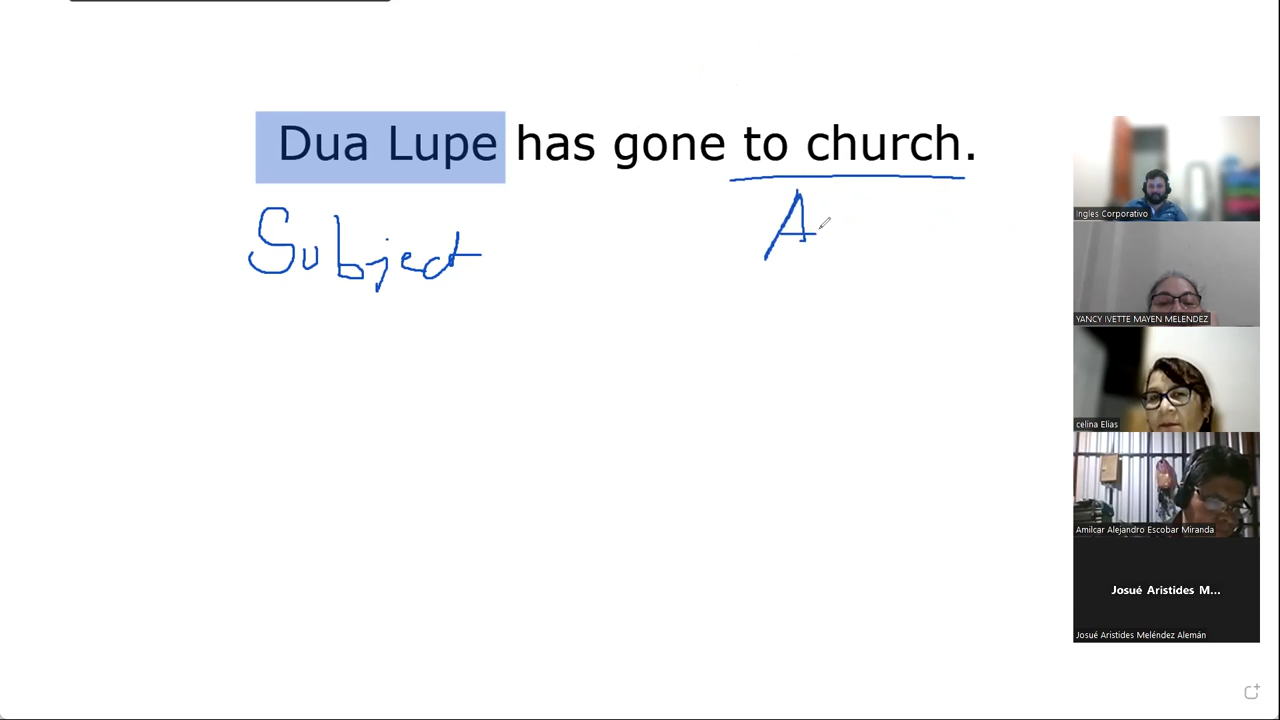 Dua Lupe has gone to church.
Subject A
Ingles Corporativo
YANCY IVETTE MAYEN MELENDEZ
celina Elias
Amilcar Alejandro Escobar Miranda
Josué Aristides M...
Josué Aristides Meléndez Alemán